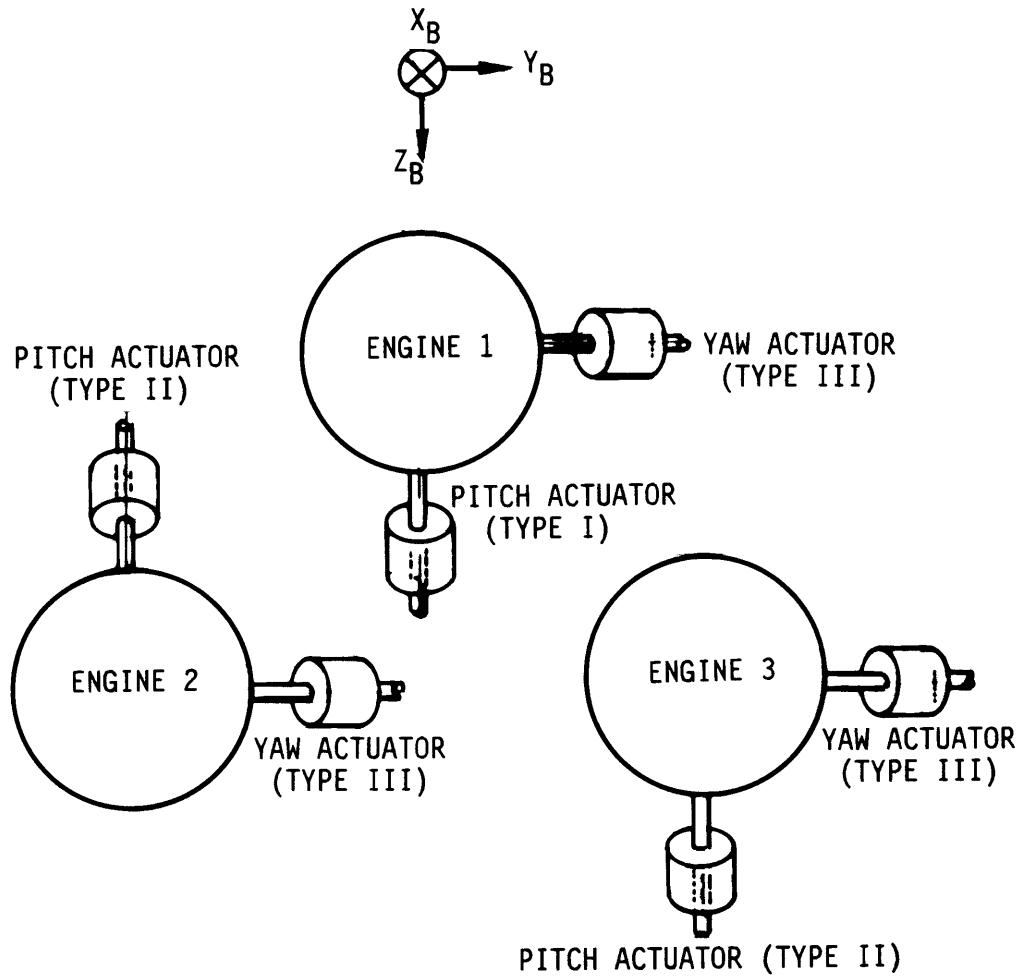 X_B
Y_B
Z_B
ENGINE 1
YAW ACTUATOR
(TYPE III)
PITCH ACTUATOR
(TYPE II)
PITCH ACTUATOR
(TYPE I)
ENGINE 2
YAW ACTUATOR
(TYPE III)
ENGINE 3
YAW ACTUATOR
(TYPE III)
PITCH ACTUATOR (TYPE II)